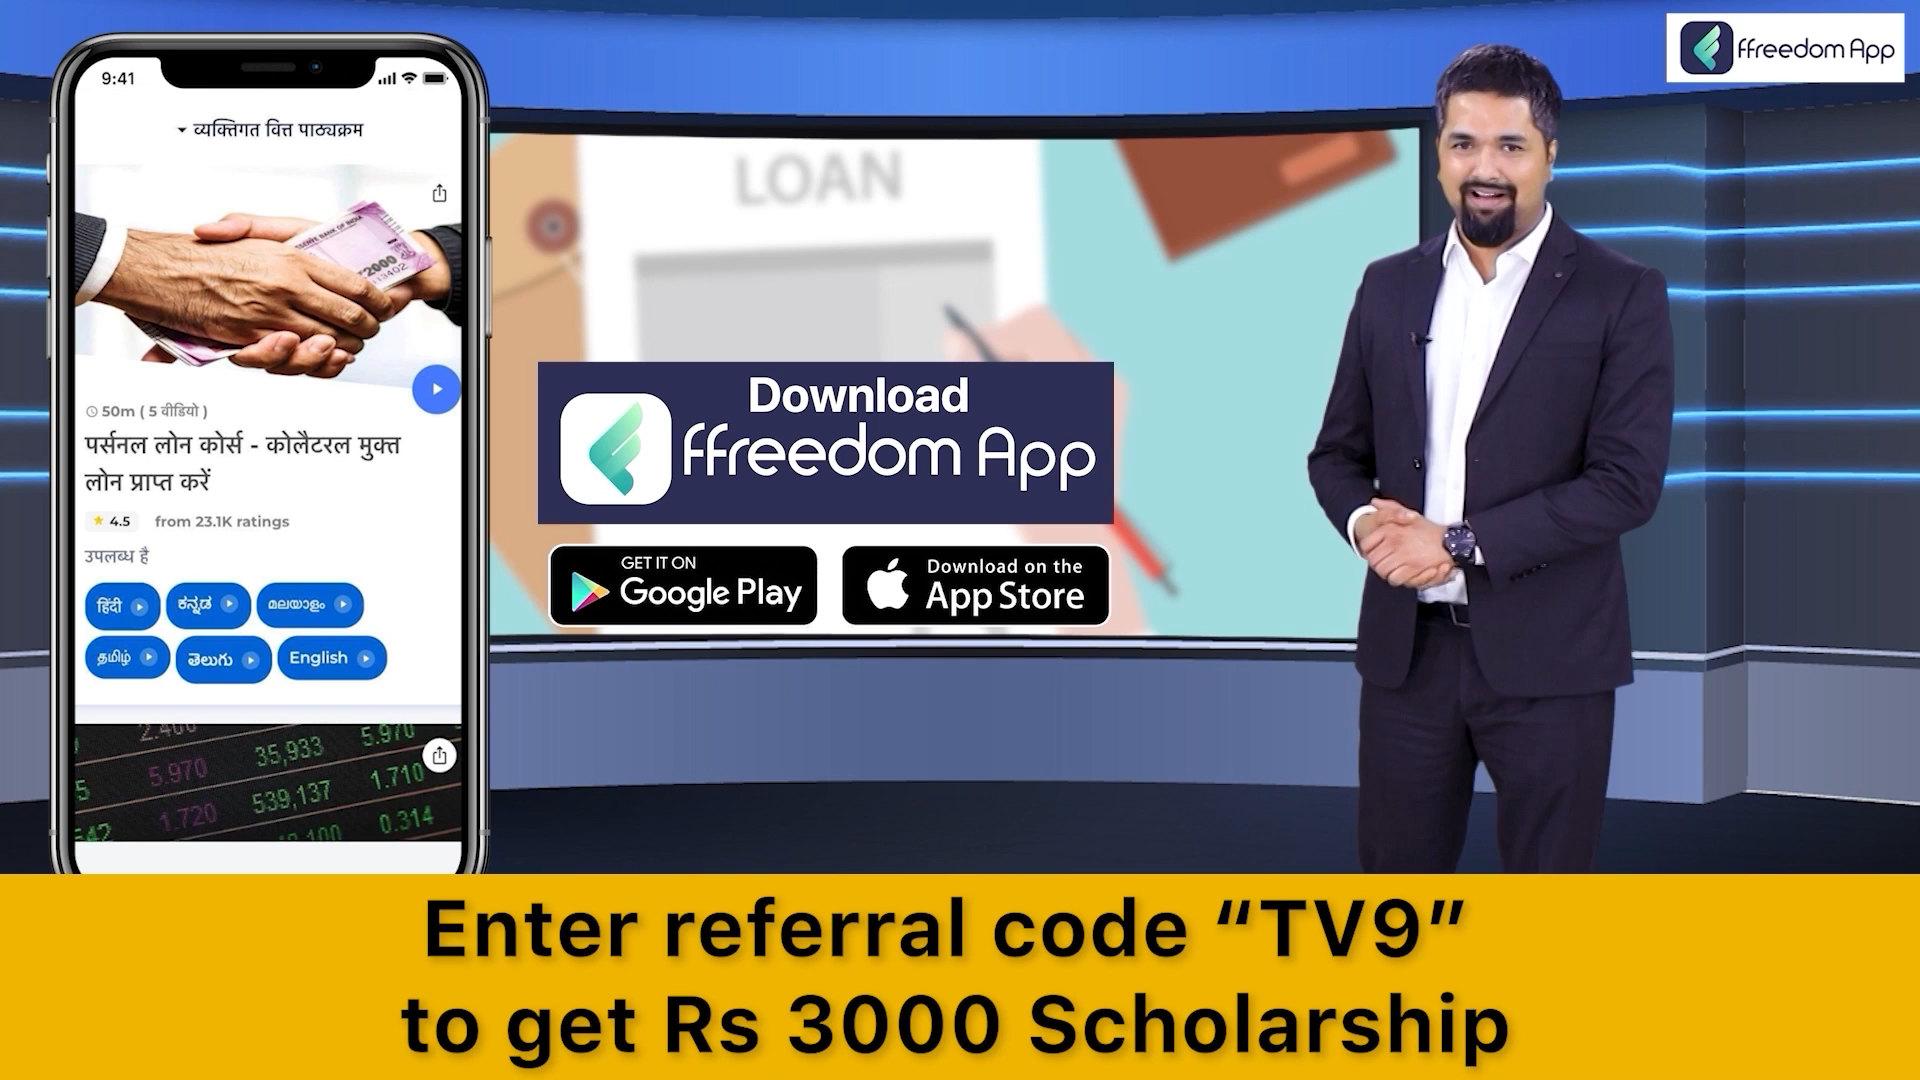 9:41
व्यक्तिगत वित्त पाठ्यक्रम
₹2000
50m ( 5 वीडियो )
पर्सनल लोन कोर्स - कोलैटरल मुक्त
लोन प्राप्त करें
4.5 from 23.1K ratings
उपलब्ध है
हिंदी ಕನ್ನಡ മലയാളം
தமிழ் తెలుగు English
2.400 5.970
5.970 35,933 1.710
1.720 539,137 0.314
LOAN
Download
ffreedom App
GET IT ON
Google Play
Download on the
App Store
ffreedom App
Enter referral code “TV9”
to get Rs 3000 Scholarship